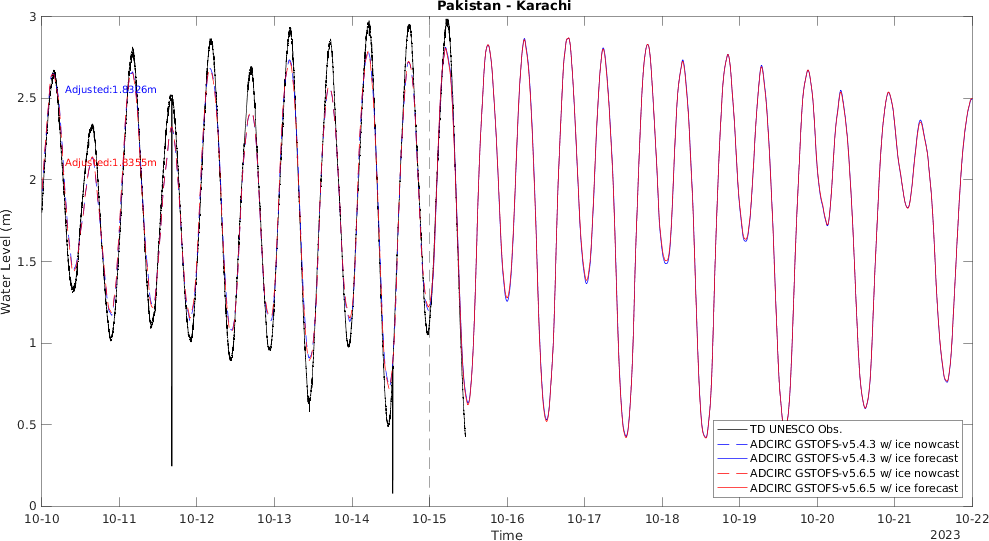 Pakistan - Karachi
3
2.5
2
1.5
1
0.5
0
Water Level (m)
Adjusted:1.8326m
Adjusted:1.8355m
TD UNESCO Obs.
ADCIRC GSTOFS-v5.4.3 w/ ice nowcast
ADCIRC GSTOFS-v5.4.3 w/ ice forecast
ADCIRC GSTOFS-v5.6.5 w/ ice nowcast
ADCIRC GSTOFS-v5.6.5 w/ ice forecast
10-10 10-11 10-12 10-13 10-14 10-15 10-16 10-17 10-18 10-19 10-20 10-21 10-22
Time
2023